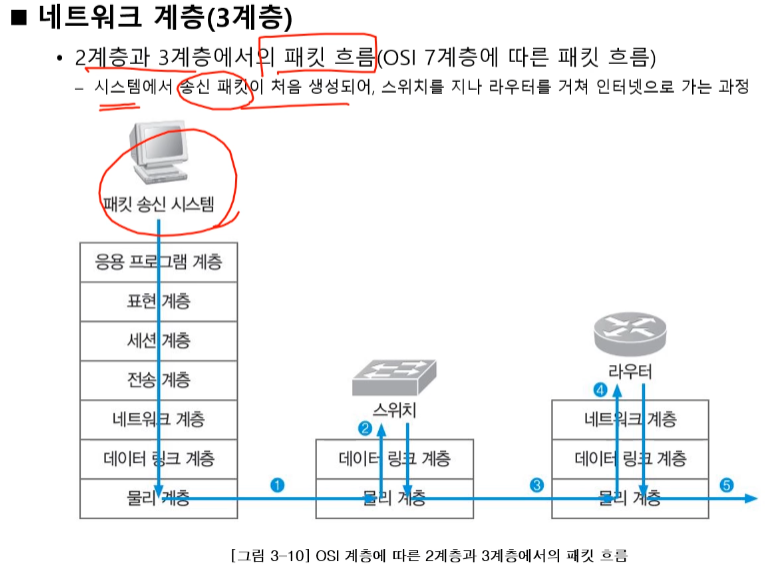 ■ 네트워크 계층(3계층)
• 2계층과 3계층에서의 패킷 흐름(OSI 7계층에 따른 패킷 흐름)
– 시스템에서 송신 패킷이 처음 생성되어, 스위치를 지나 라우터를 거쳐 인터넷으로 가는 과정
패킷 송신 시스템
응용 프로그램 계층
표현 계층
세션 계층
전송 계층
네트워크 계층
데이터 링크 계층
물리 계층
1
스위치
2
데이터 링크 계층
물리 계층
3
라우터
4
네트워크 계층
데이터 링크 계층
물리 계층
5
[그림 3-10] OSI 계층에 따른 2계층과 3계층에서의 패킷 흐름